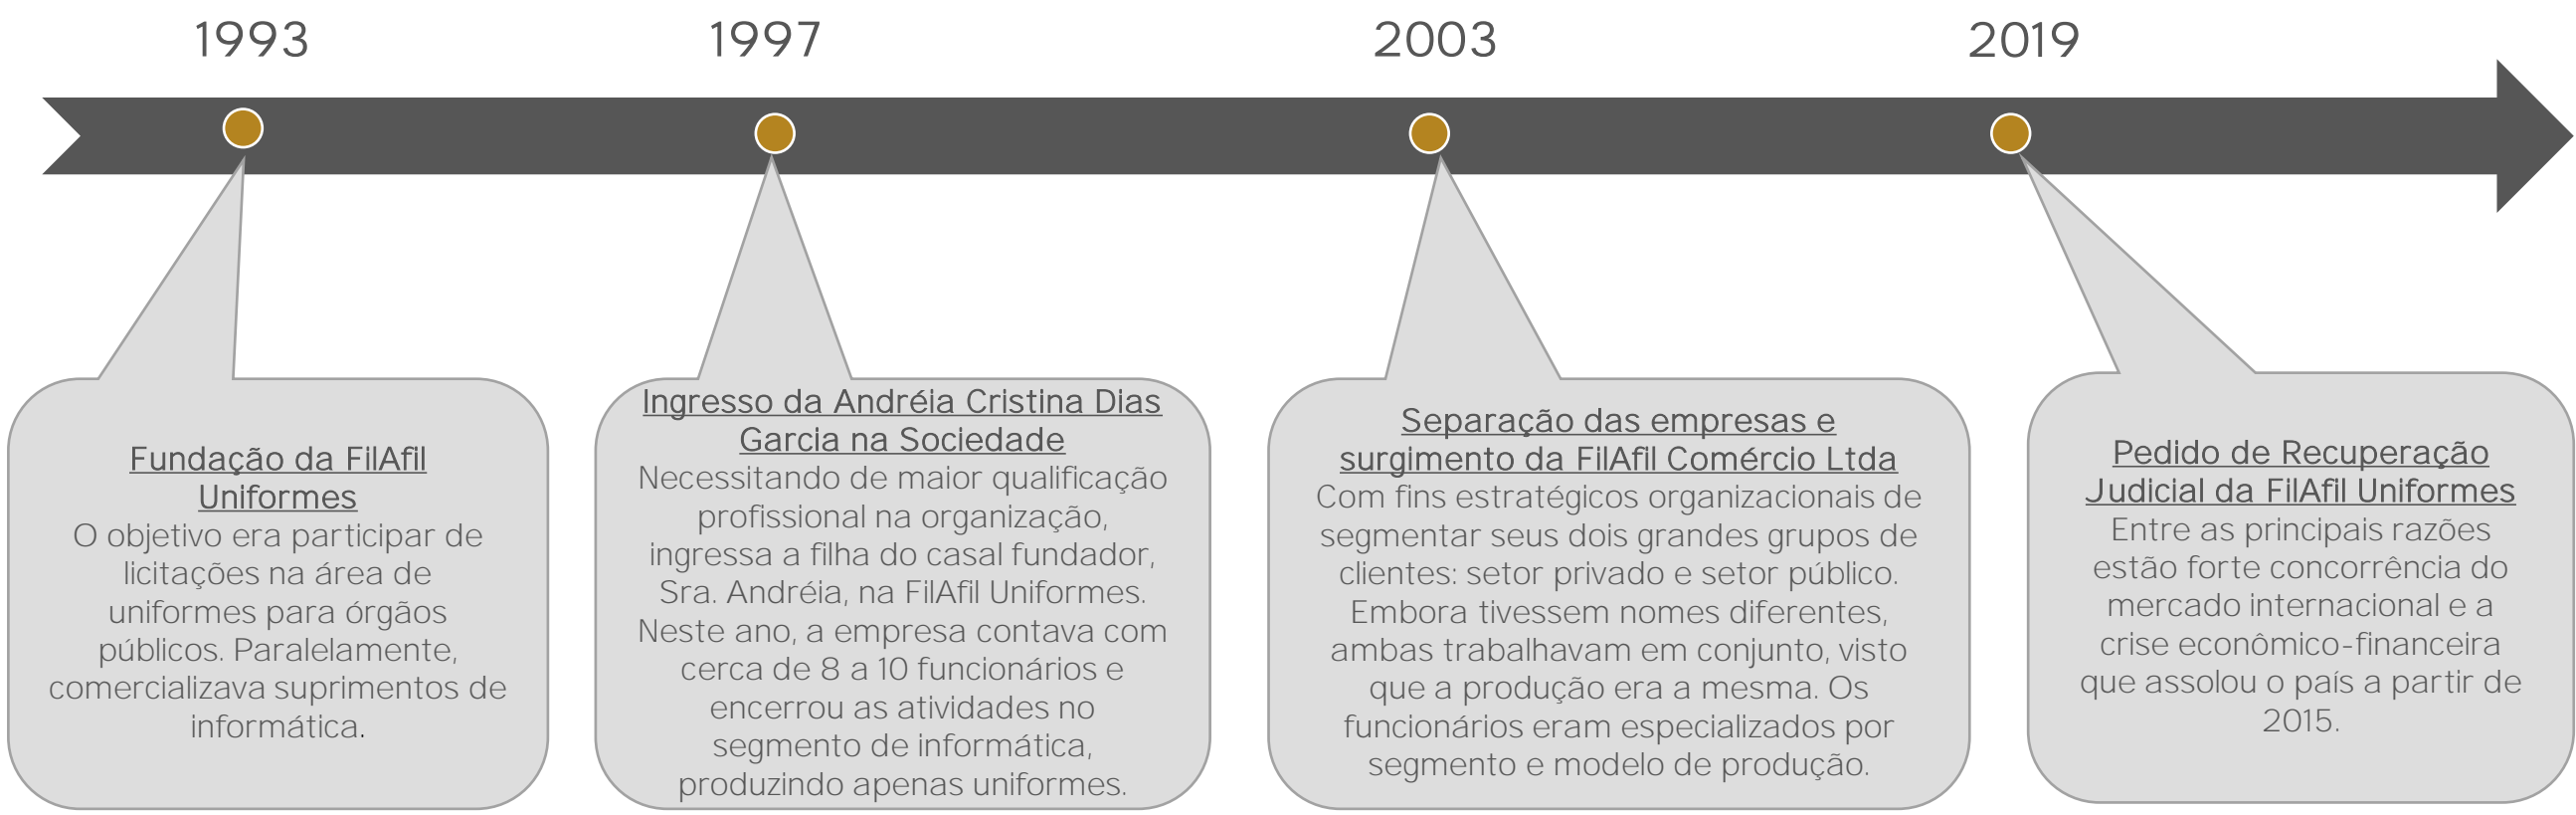 1993
1997
2003
2019
Fundação da FilAfil
Uniformes
O objetivo era participar de
licitações na área de
uniformes para órgãos
públicos. Paralelamente,
comercializava suprimentos de
informática.
Ingresso da Andréia Cristina Dias
Garcia na Sociedade
Necessitando de maior qualificação
profissional na organização,
ingressa a filha do casal fundador,
Sra. Andréia, na FilAfil Uniformes.
Neste ano, a empresa contava com
cerca de 8 a 10 funcionários e
encerrou as atividades no
segmento de informática,
produzindo apenas uniformes.
Separação das empresas e
surgimento da FilAfil Comércio Ltda
Com fins estratégicos organizacionais de
segmentar seus dois grandes grupos de
clientes: setor privado e setor público.
Embora tivessem nomes diferentes,
ambas trabalhavam em conjunto, visto
que a produção era a mesma. Os
funcionários eram especializados por
segmento e modelo de produção.
Pedido de Recuperação
Judicial da FilAfil Uniformes
Entre as principais razões
estão forte concorrência do
mercado internacional e a
crise econômico-financeira
que assolou o país a partir de
2015.